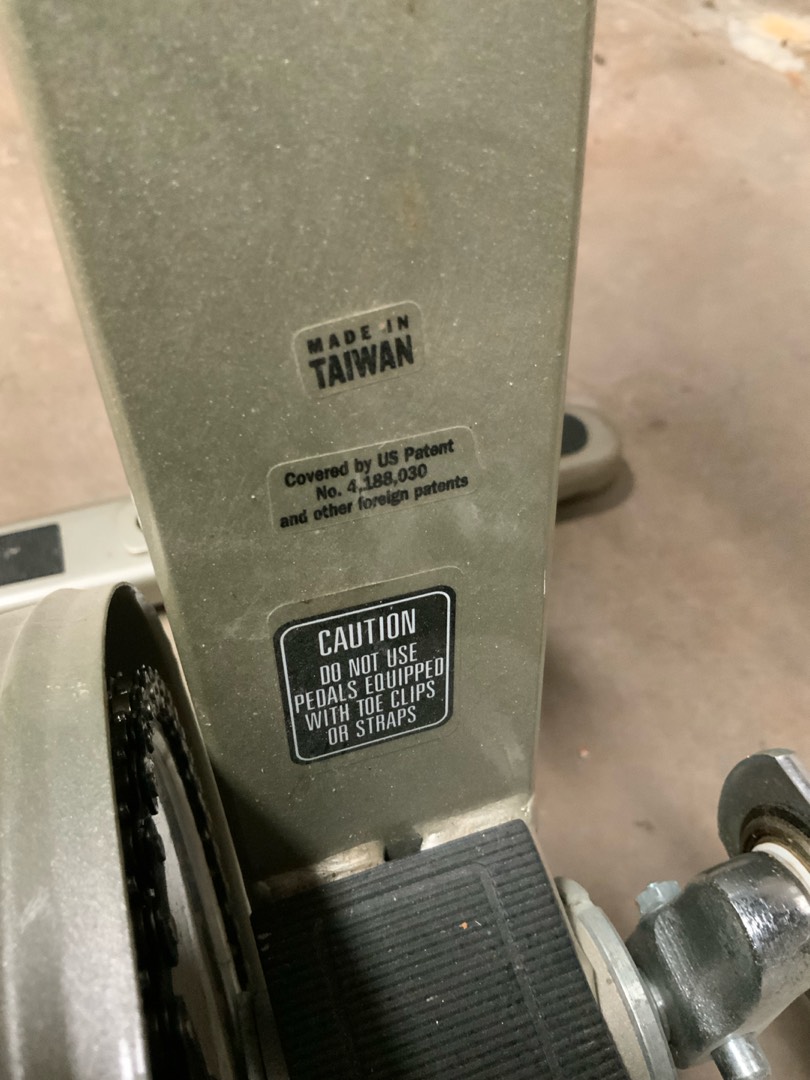 MADE IN
TAIWAN
Covered by US Patent
No. 4,188,030
and other foreign patents
CAUTION
DO NOT USE
PEDALS EQUIPPED
WITH TOE CLIPS
OR STRAPS